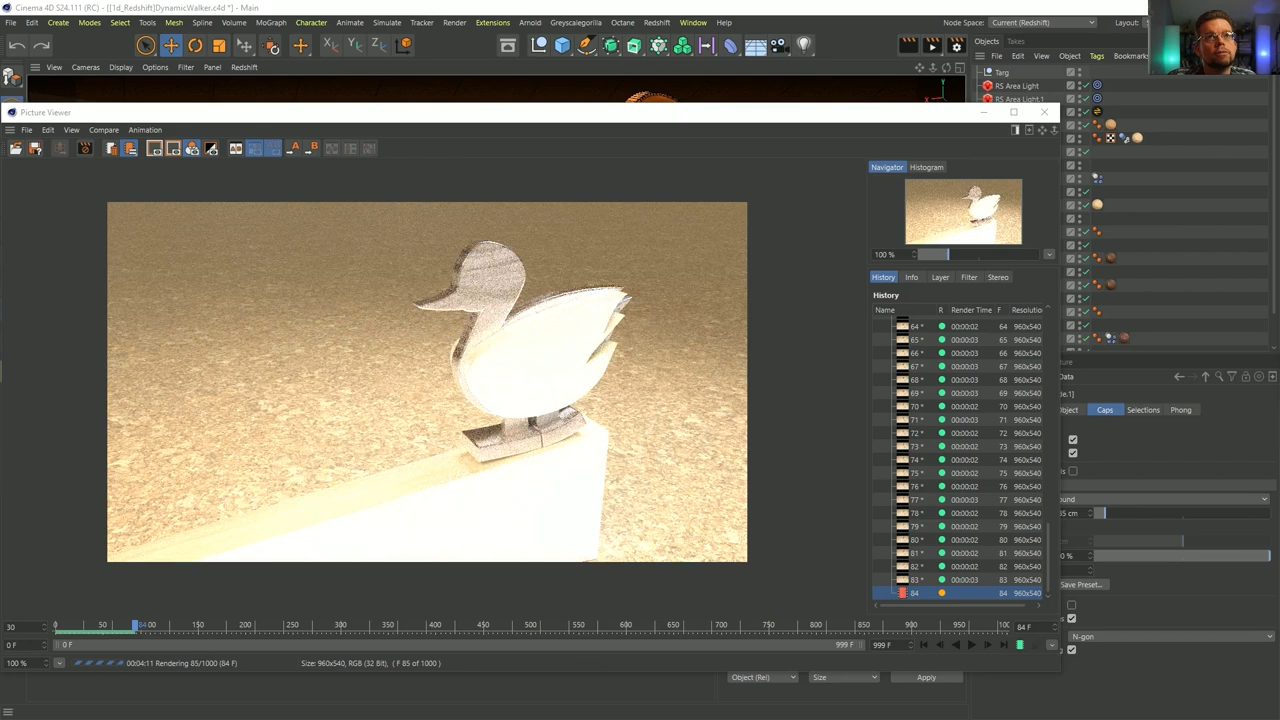 Cinema 4D S24.111 (RC) - [[1d_Redshift]DynamicWalker.c4d *] - Main
File Edit Create Modes Select Tools Mesh Spline Volume MoGraph Character Animate Simulate Tracker Render Extensions Arnold Greyscalegorilla Octane Redshift Window Help
Node Space: Current (Redshift) Layout:
Objects Takes
File Edit View Object Tags Bookmarks
View Cameras Display Options Filter Panel Redshift
Y
X
Targ
RS Area Light
RS Area Light.1
Picture Viewer
File Edit View Compare Animation
Navigator Histogram
100 %
History Info Layer Filter Stereo
History
Name R Render Time F Resolutio
64 * 00:00:02 64 960x540
65 * 00:00:03 65 960x540
66 * 00:00:03 66 960x540
67 * 00:00:03 67 960x540
68 * 00:00:03 68 960x540
69 * 00:00:03 69 960x540
70 * 00:00:02 70 960x540
71 * 00:00:03 71 960x540
72 * 00:00:02 72 960x540
73 * 00:00:02 73 960x540
74 * 00:00:02 74 960x540
75 * 00:00:02 75 960x540
76 * 00:00:02 76 960x540
77 * 00:00:03 77 960x540
78 * 00:00:02 78 960x540
79 * 00:00:02 79 960x540
80 * 00:00:02 80 960x540
81 * 00:00:02 81 960x540
82 * 00:00:02 82 960x540
83 * 00:00:03 83 960x540
84 84 960x540
Data
Caps Selections Phong
Save Preset...
N-gon
30 0 50 84 00 150 200 250 300 350 400 450 500 550 600 650 700 750 800 850 900 950 100 84 F
0 F 0 F 999 F 999 F
100 % 00:04:11 Rendering 85/1000 (84 F) Size: 960x540, RGB (32 Bit), ( F 85 of 1000 )
Object (Rel) Size Apply